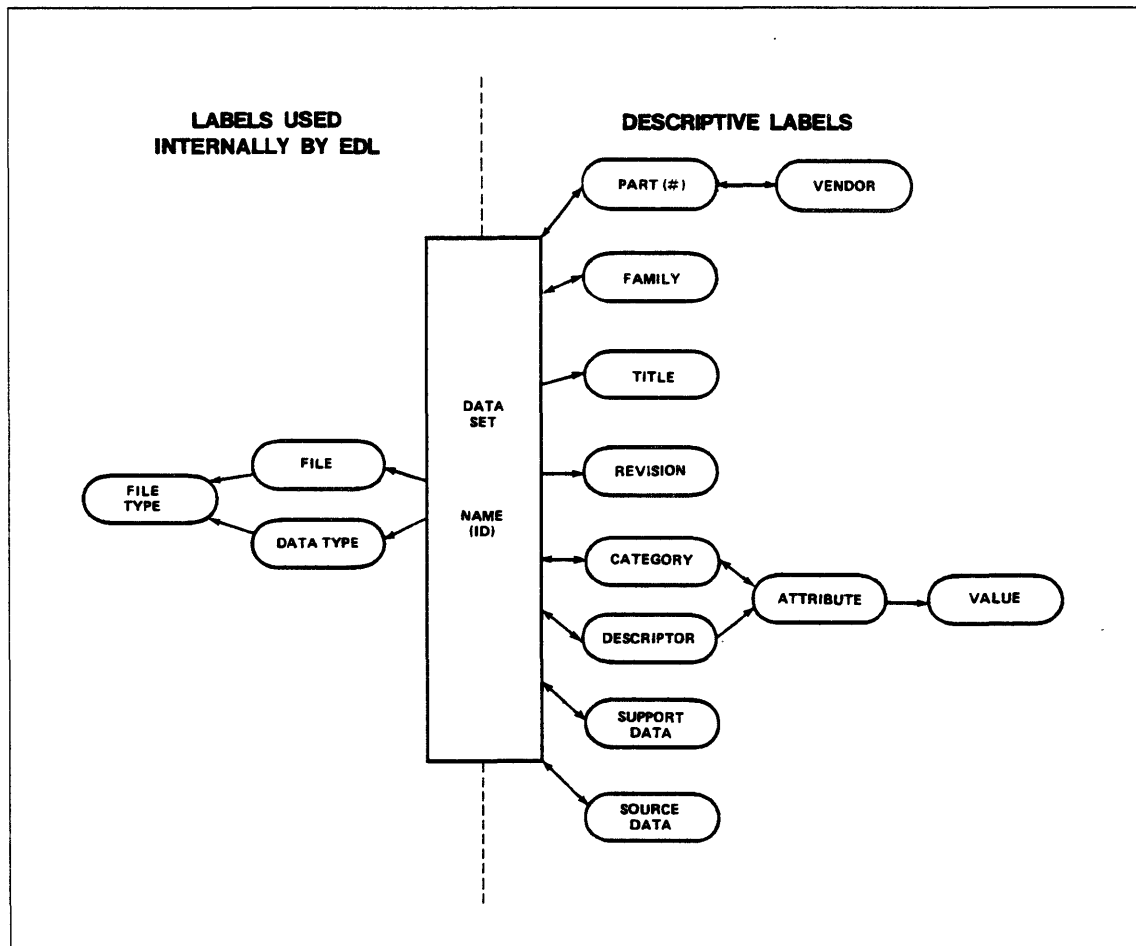 LABELS USED
INTERNALLY BY EDL
DESCRIPTIVE LABELS
PART (#)
VENDOR
FAMILY
TITLE
DATA
SET
REVISION
FILE
FILE
TYPE
NAME
(ID)
DATA TYPE
CATEGORY
ATTRIBUTE
VALUE
DESCRIPTOR
SUPPORT
DATA
SOURCE
DATA